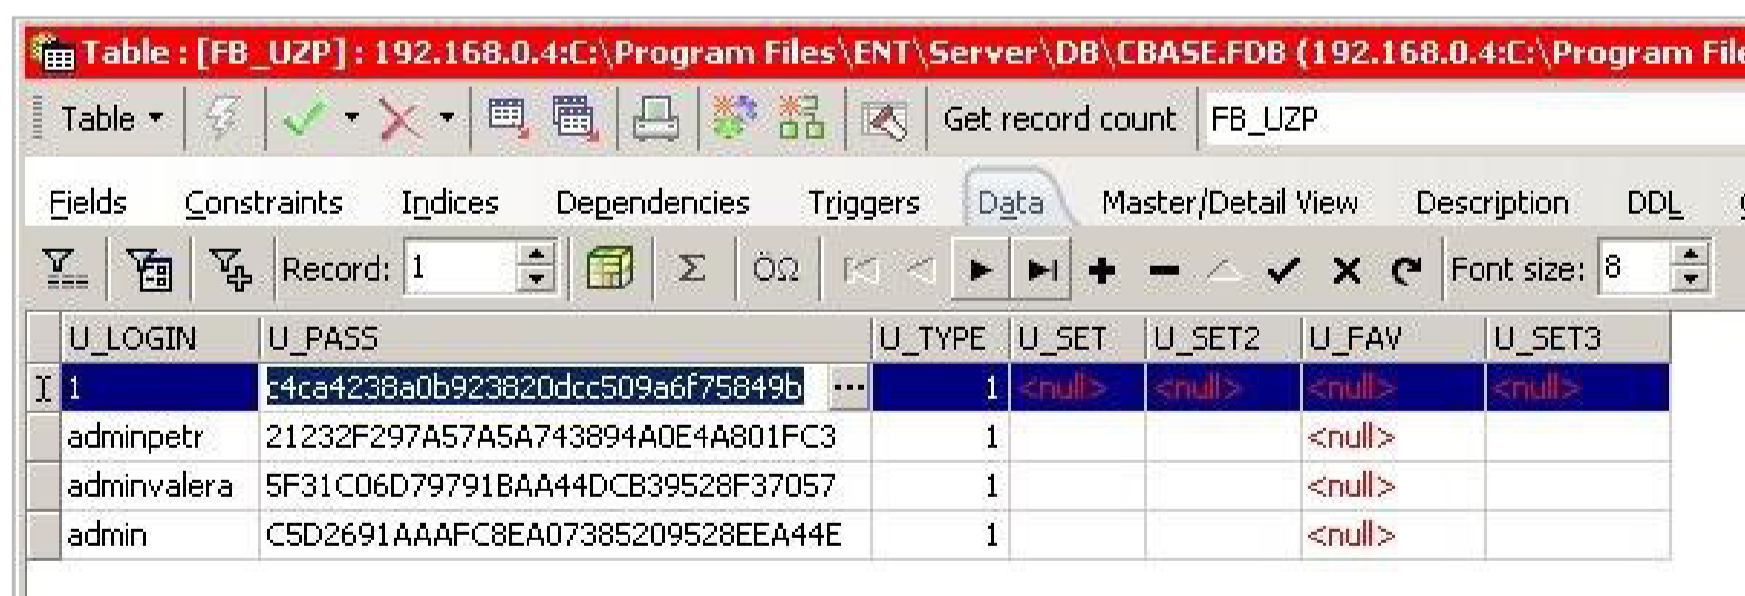 Table : [FB_UZP] : 192.168.0.4:C:\Program Files\ENT\Server\DB\CBASE.FDB (192.168.0.4:C:\Program File
Table Get record count FB_UZP
Fields Constraints Indices Dependencies Triggers Data Master/Detail View Description DDL
Record: 1 Σ ÖΩ Font size: 8
U_LOGIN U_PASS U_TYPE U_SET U_SET2 U_FAV U_SET3
1 c4ca4238a0b923820dcc509a6f75849b ... 1 <null> <null> <null> <null>
adminpetr 21232F297A57A5A743894A0E4A801FC3 1 <null>
adminvalera 5F31C06D79791BAA44DCB39528F37057 1 <null>
admin C5D2691AAAFC8EA07385209528EEA44E 1 <null>